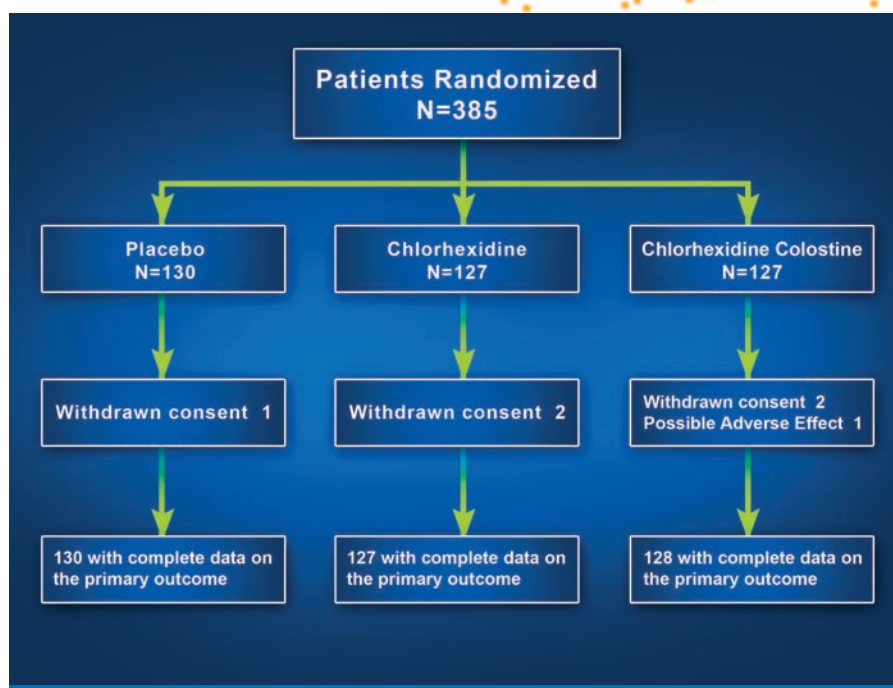 Patients Randomized
N=385
Placebo
N=130
Chlorhexidine
N=127
Chlorhexidine Colostine
N=127
Withdrawn consent 1
Withdrawn consent 2
Withdrawn consent 2
Possible Adverse Effect 1
130 with complete data on
the primary outcome
127 with complete data on
the primary outcome
128 with complete data on
the primary outcome